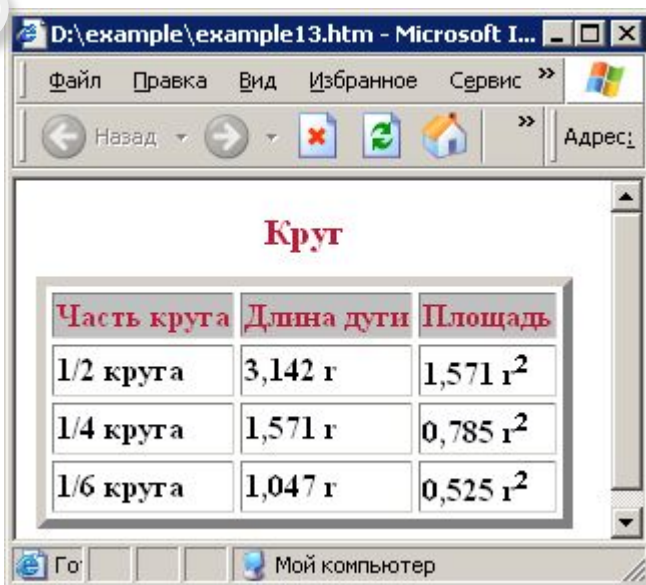 D:\example\example13.htm - Microsoft I...
Файл Правка Вид Избранное Сервис »
Назад » Адрес:
Круг
Часть круга Длина дуги Площадь
1/2 круга 3,142 r 1,571 r²
1/4 круга 1,571 r 0,785 r²
1/6 круга 1,047 r 0,525 r²
Го Мой компьютер